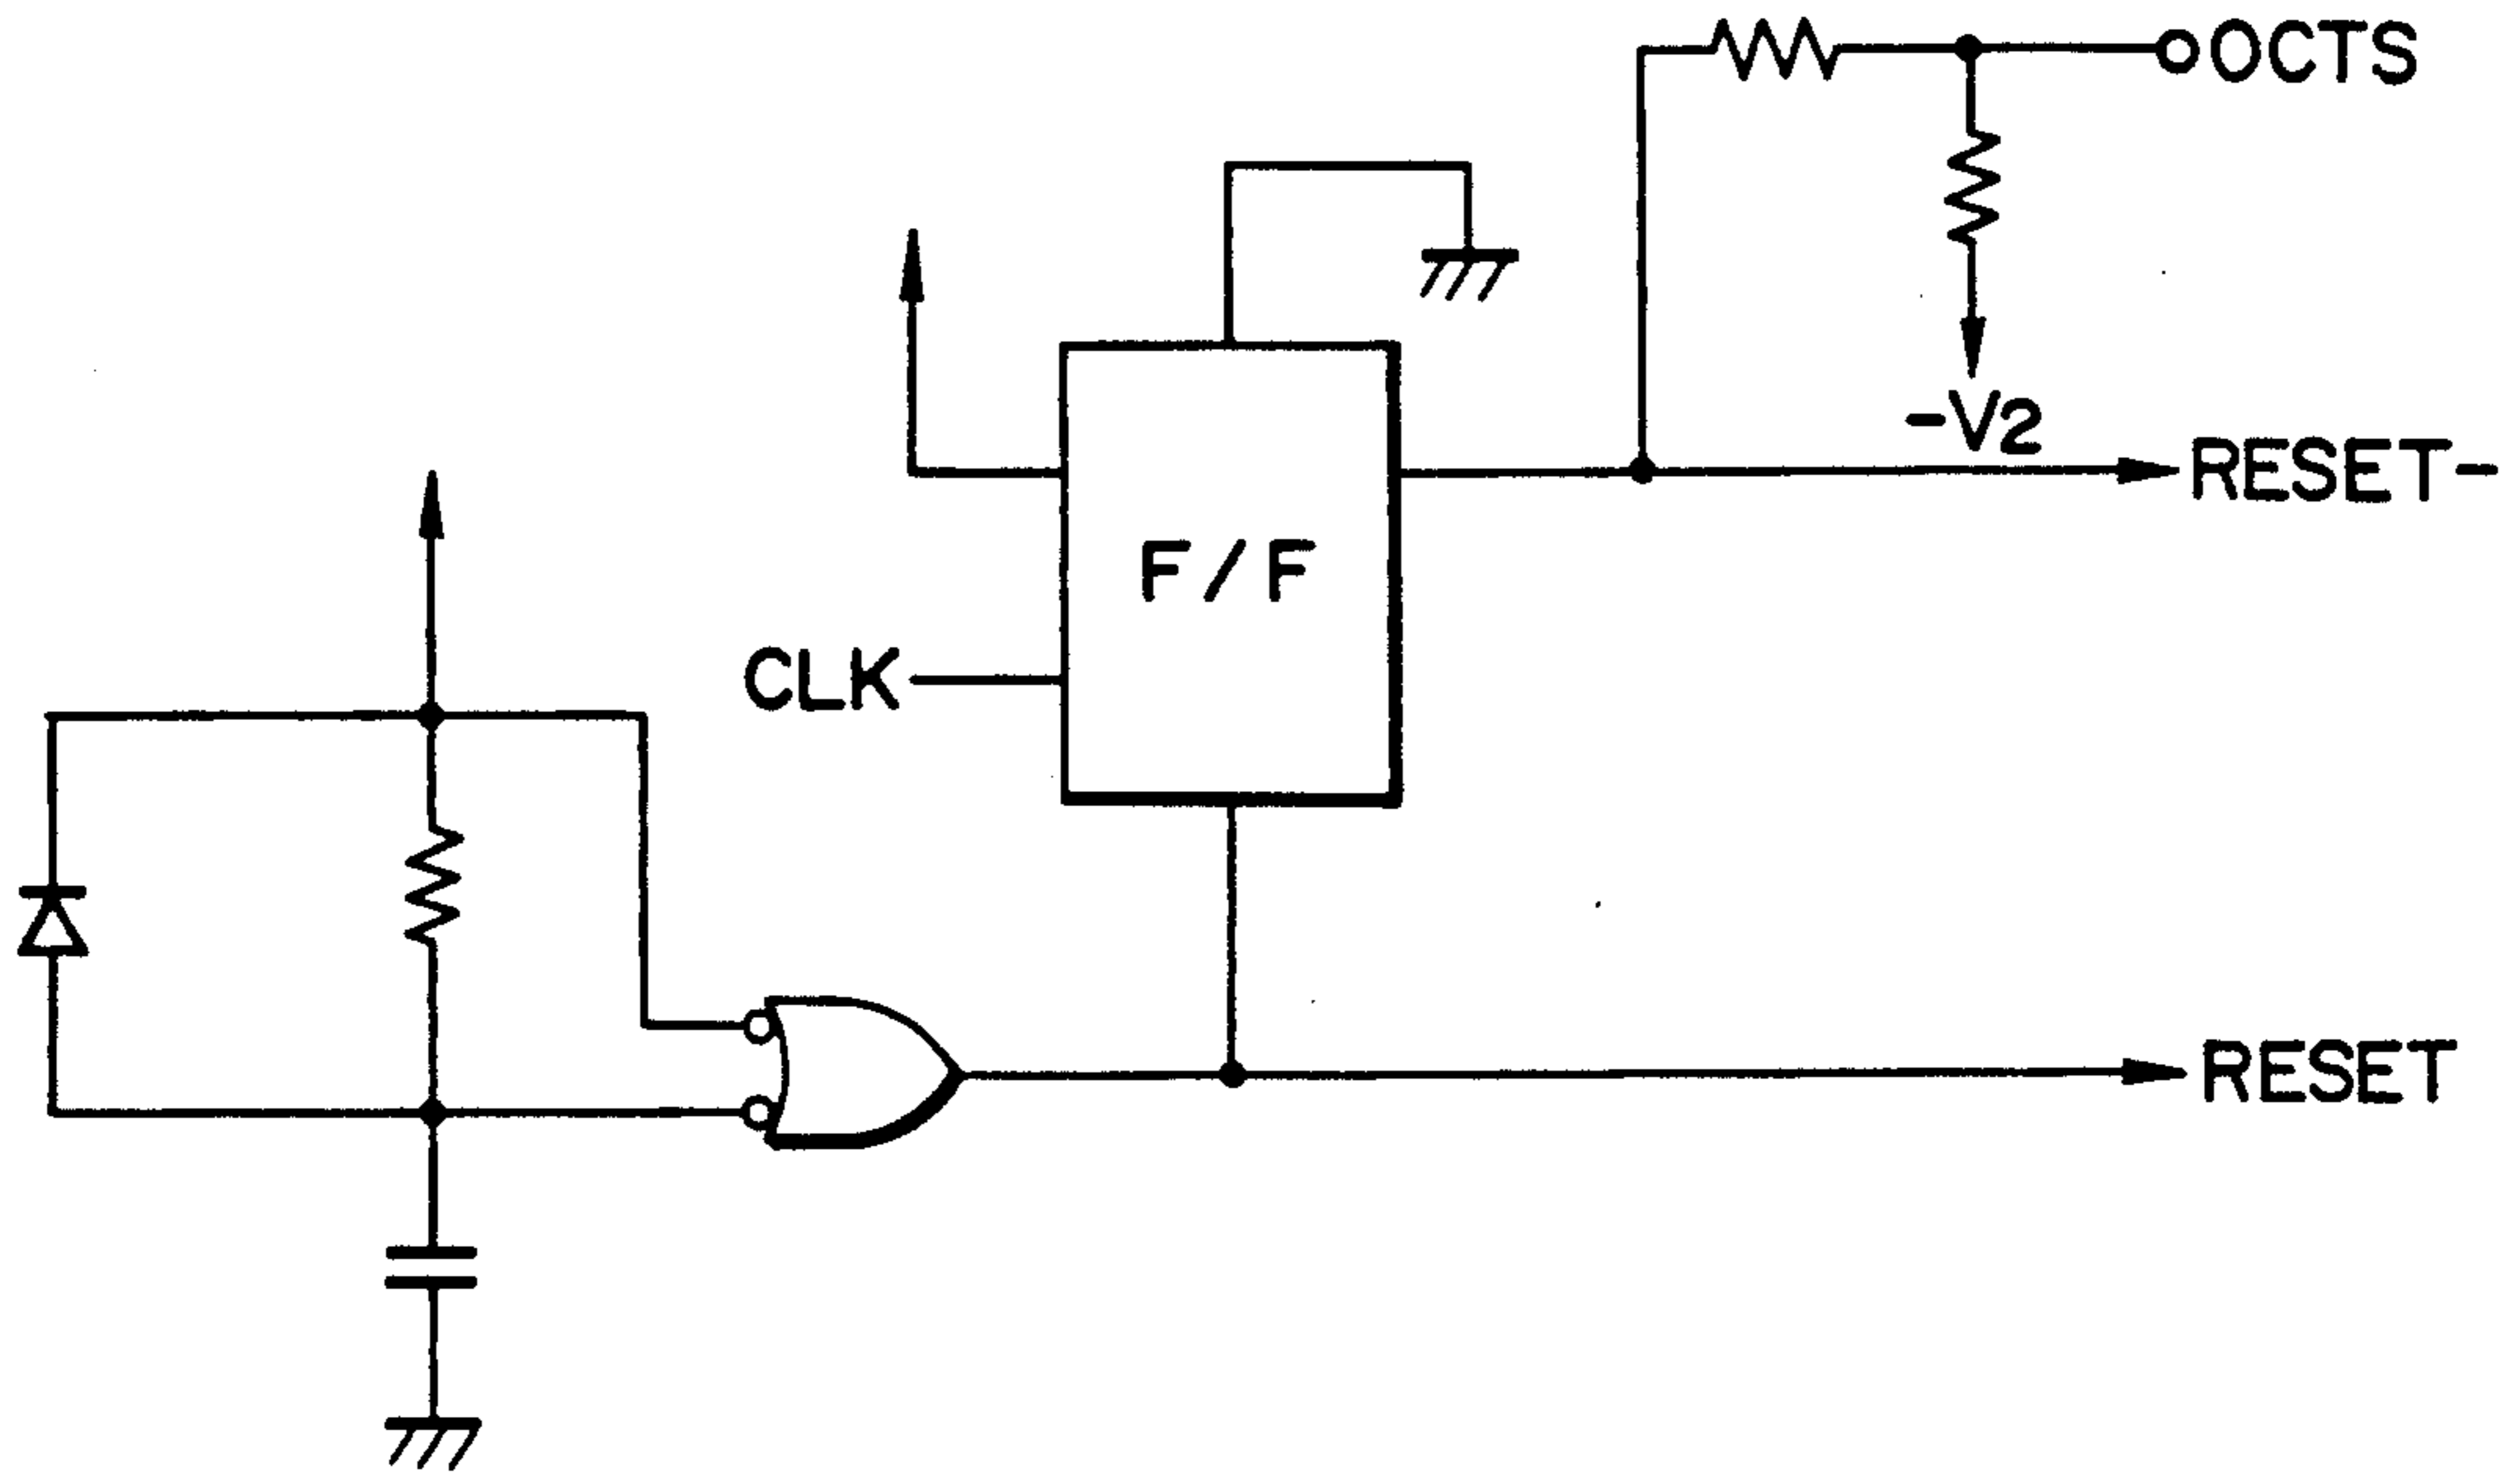 OCTS
-V2
RESET-
F/F
CLK
RESET